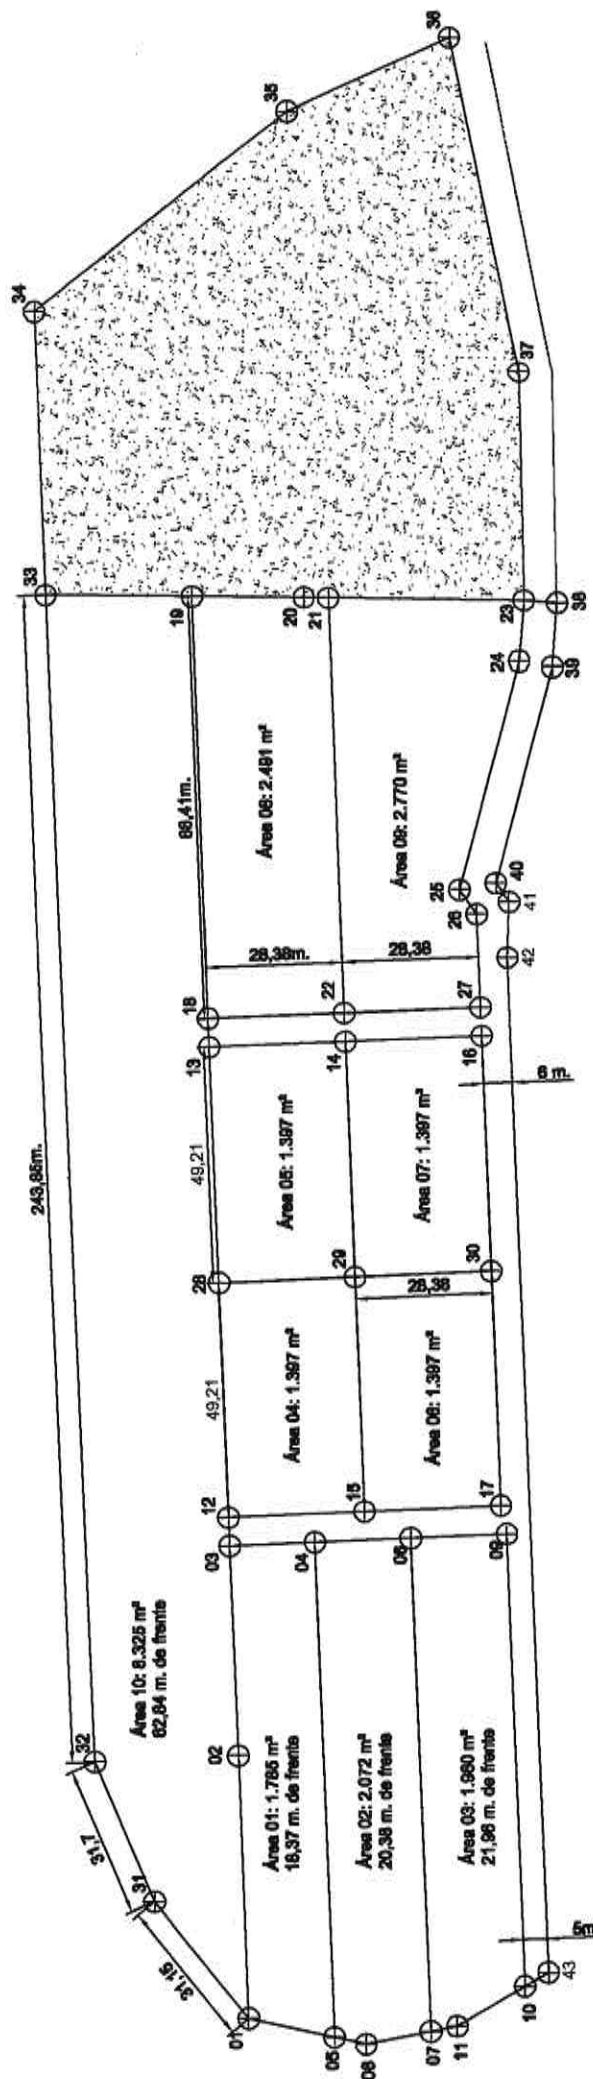 36
35
34
37
33
19
20
21
23
38
24
39
243,85m.
88,41m.
Área 08: 2.491 m²
Área 09: 2.770 m²
25
26
40
41
42
28,38m.
28,38
18
22
27
13
14
16
6 m.
49,21
Área 05: 1.397 m²
Área 07: 1.397 m²
28
29
30
28,38
49,21
Área 04: 1.397 m²
Área 06: 1.397 m²
12
15
17
03
04
06
09
Área 10: 8.325 m²
62,84 m. de frente
32
02
31,7
Área 01: 1.765 m²
18,37 m. de frente
Área 02: 2.072 m²
20,38 m. de frente
Área 03: 1.960 m²
21,96 m. de frente
31
31,15
5m
01
05
08
07
11
10
43